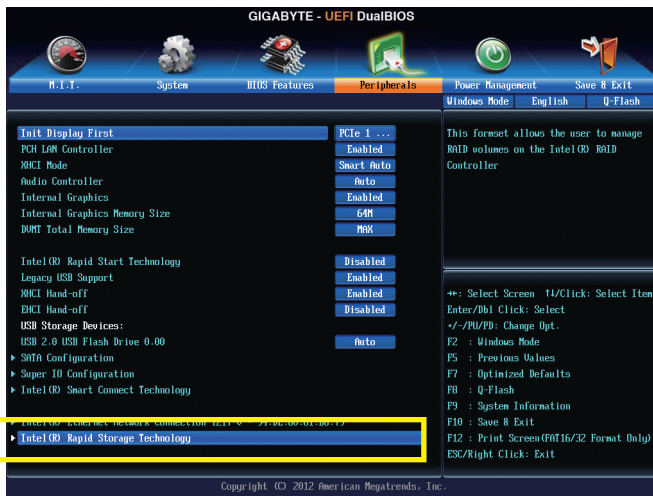 GIGABYTE - UEFI DualBIOS
M.I.T. System BIOS Features Peripherals Power Management Save & Exit
Windows Mode English Q-Flash
Init Display First PCIe 1 ...
PCH LAN Controller Enabled
XHCI Mode Smart Auto
Audio Controller Auto
Internal Graphics Enabled
Internal Graphics Memory Size 64M
DVMT Total Memory Size MAX
Intel(R) Rapid Start Technology Disabled
Legacy USB Support Enabled
XHCI Hand-off Enabled
EHCI Hand-off Disabled
USB Storage Devices:
USB 2.0 USB Flash Drive 0.00 Auto
SATA Configuration
Super IO Configuration
Intel(R) Smart Connect Technology
Intel(R) Ethernet Network Connection
Intel(R) Rapid Storage Technology
This formset allows the user to manage
RAID volumes on the Intel(R) RAID
Controller
↔: Select Screen ↑↓/Click: Select Item
Enter/Dbl Click: Select
+/-/PU/PD: Change Opt.
F2 : Windows Mode
F5 : Previous Values
F7 : Optimized Defaults
F8 : Q-Flash
F9 : System Information
F10 : Save & Exit
F12 : Print Screen(FAT16/32 Format Only)
ESC/Right Click: Exit
Copyright (C) 2012 American Megatrends, Inc.